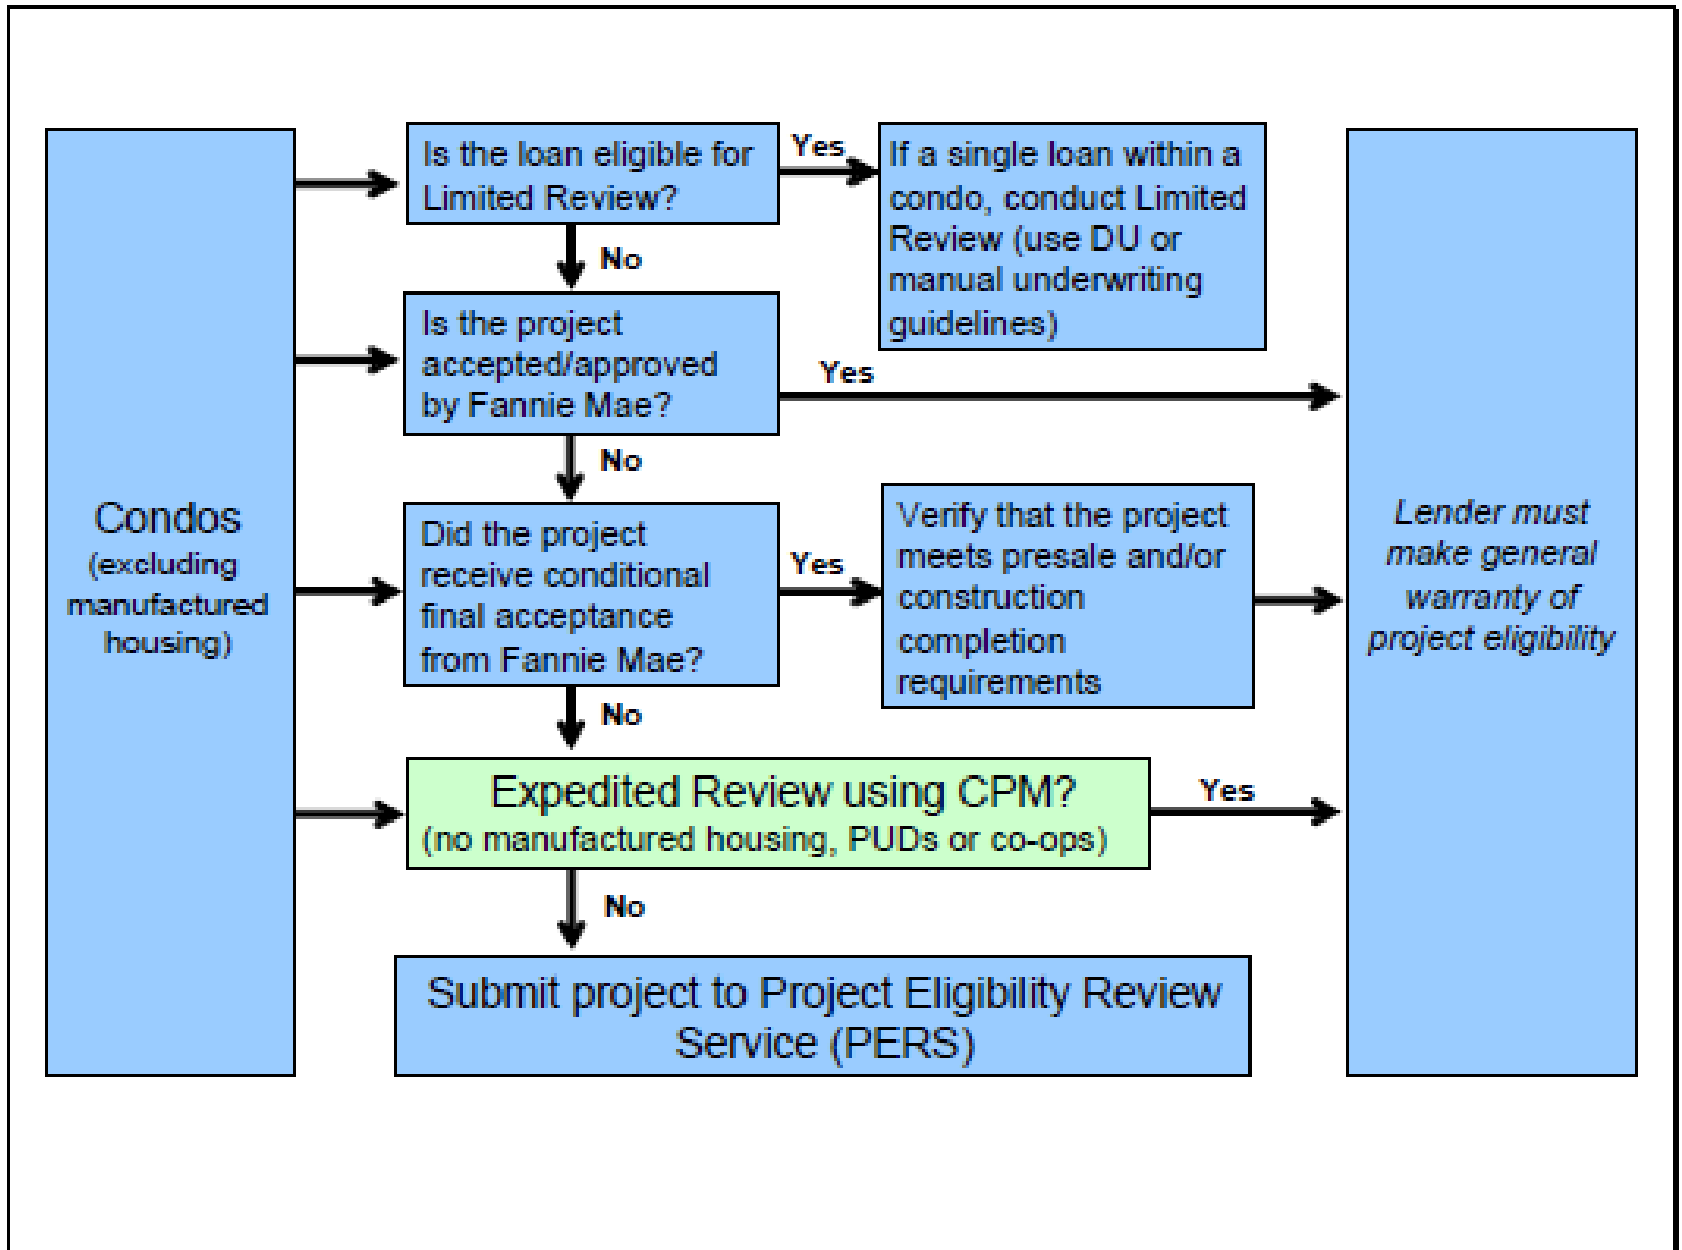 Condos
(excluding
manufactured
housing)
Is the loan eligible for
Limited Review?
Yes
If a single loan within a
condo, conduct Limited
Review (use DU or
manual underwriting
guidelines)
No
Is the project
accepted/approved
by Fannie Mae?
Yes
No
Did the project
receive conditional
final acceptance
from Fannie Mae?
Yes
Verify that the project
meets presale and/or
construction
completion
requirements
No
Expedited Review using CPM?
(no manufactured housing, PUDs or co-ops)
Yes
No
Submit project to Project Eligibility Review
Service (PERS)
Lender must
make general
warranty of
project eligibility